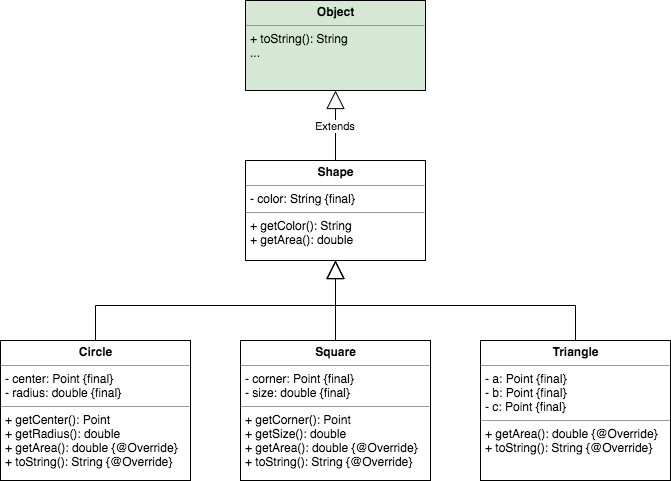 Object
+ toString(): String
...
Extends
Shape
- color: String {final}
+ getColor(): String
+ getArea(): double
Circle
- center: Point {final}
- radius: double {final}
+ getCenter(): Point
+ getRadius(): double
+ getArea(): double {@Override}
+ toString(): String {@Override}
Square
- corner: Point {final}
- size: double {final}
+ getCorner(): Point
+ getSize(): double
+ getArea(): double {@Override}
+ toString(): String {@Override}
Triangle
- a: Point {final}
- b: Point {final}
- c: Point {final}
+ getArea(): double {@Override}
+ toString(): String {@Override}